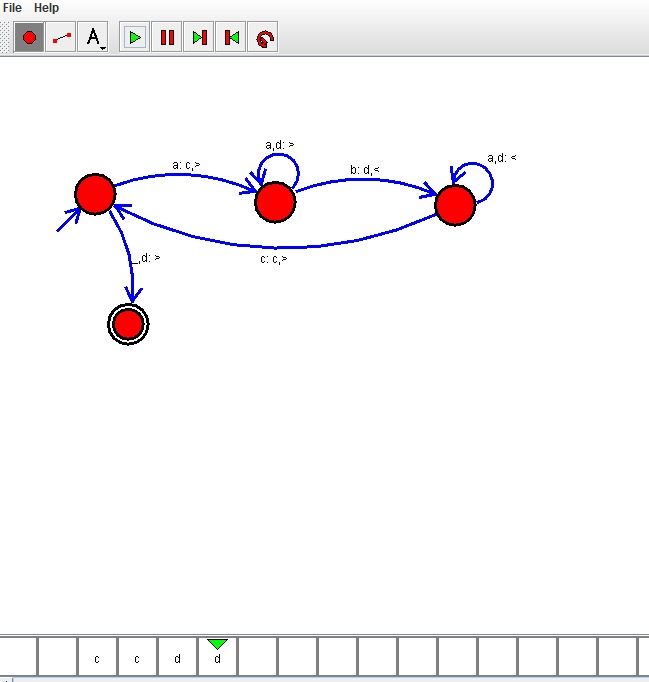 File Help
A
a,d: >
a: c,>
b: d,<
a,d: <
_,d: >
c: c,>
c c d d